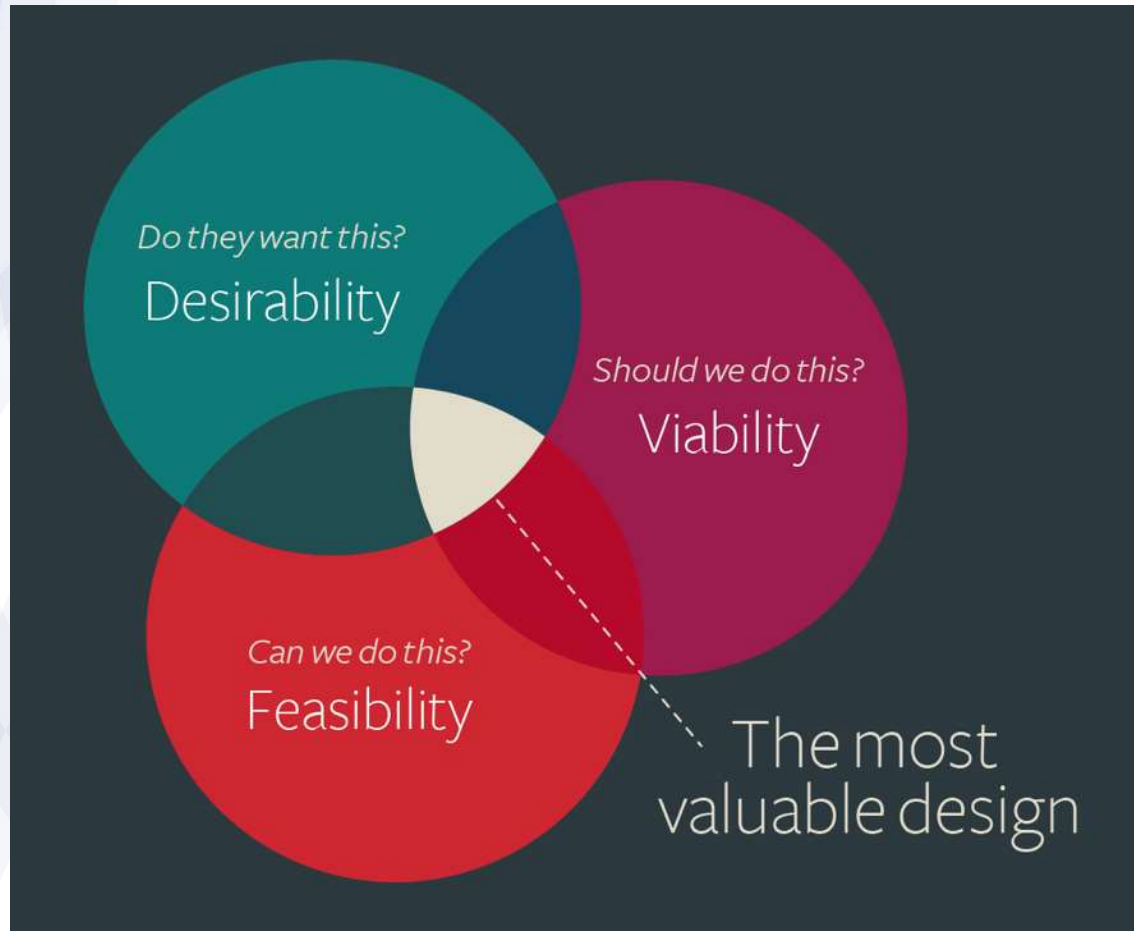 Do they want this?
Desirability
Should we do this?
Viability
Can we do this?
Feasibility
The most
valuable design